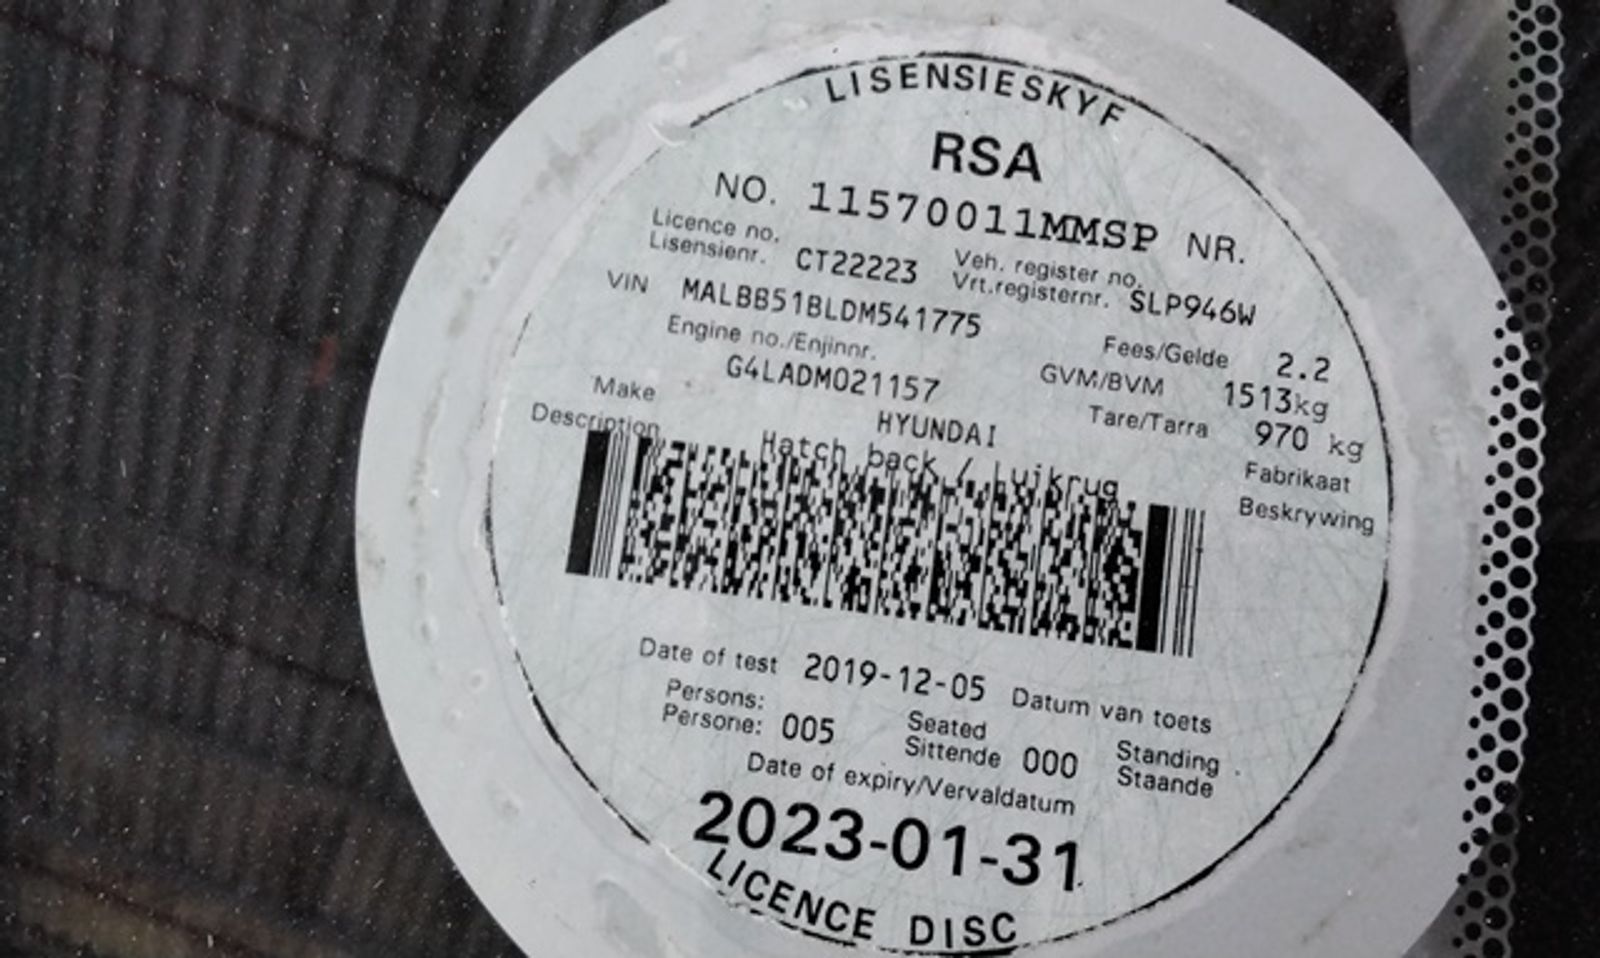 LISENSIESKYF
RSA
NO. 11570011MMSP NR.
Licence no.
Lisensienr. CT22223
Veh. register no.
Vrt.registernr. SLP946W
VIN MALBB51BLDM541775
Engine no./Enjinnr.
G4LADM021157
Fees/Gelde 2.2
GVM/BVM 1513kg
Tare/Tarra 970 kg
Make HYUNDAI Fabrikaat
Description Hatch back / Luikrug Beskrywing
Date of test 2019-12-05 Datum van toets
Persons:
Persone: 005
Seated
Sittende 000
Standing
Staande
Date of expiry/Vervaldatum
2023-01-31
LICENCE DISC